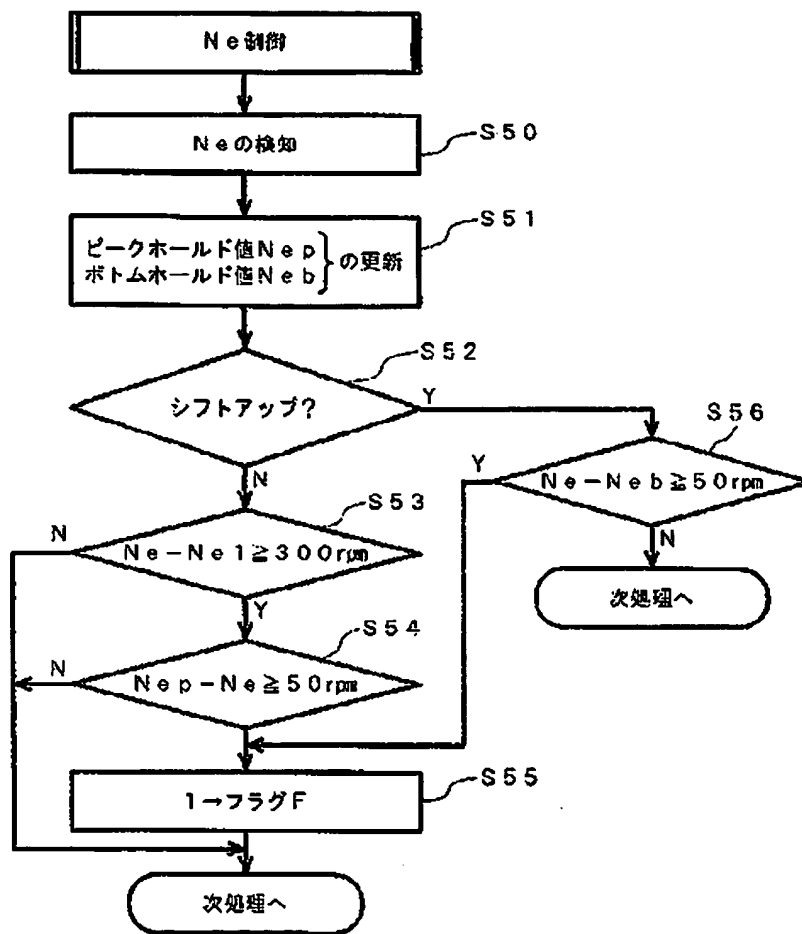 Ne制御
Neの検知
S50
S51
ピークホールド値Nep
ボトムホールド値Neb
の更新
S52
シフトアップ?
Y
N
S56
Ne-Neb≧50rpm
Y
N
次処理へ
S53
Ne-Ne1≧300rpm
N
Y
S54
Nep-Ne≧50rpm
N
S55
1→フラグF
次処理へ